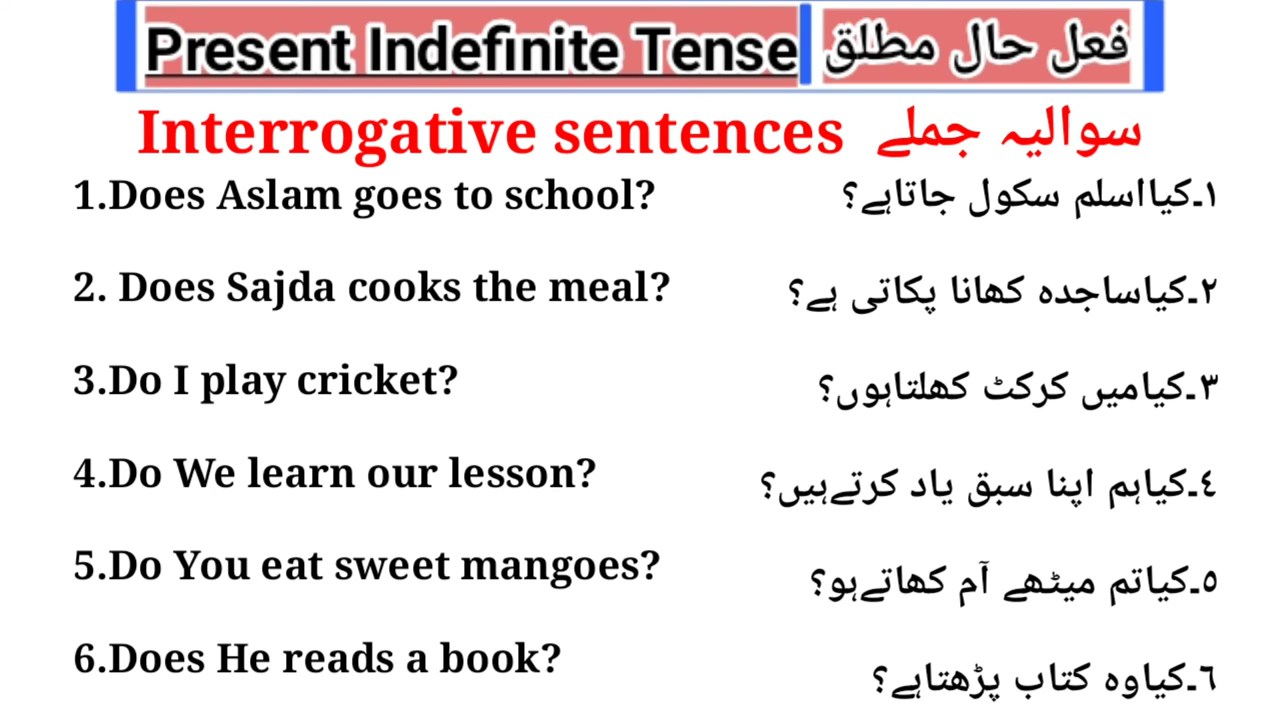 Present Indefinite Tense فعل حال مطلق
Interrogative sentences سوالیہ جملے
1.Does Aslam goes to school? ١۔کیااسلم سکول جاتاہے؟
2. Does Sajda cooks the meal? ٢۔کیاساجدہ کھانا پکاتی ہے؟
3.Do I play cricket? ٣۔کیامیں کرکٹ کھلتاہوں؟
4.Do We learn our lesson? ٤۔کیاہم اپنا سبق یاد کرتےہیں؟
5.Do You eat sweet mangoes? ٥۔کیاتم میٹھے آم کھاتےہو؟
6.Does He reads a book? ٦۔کیاوہ کتاب پڑھتاہے؟